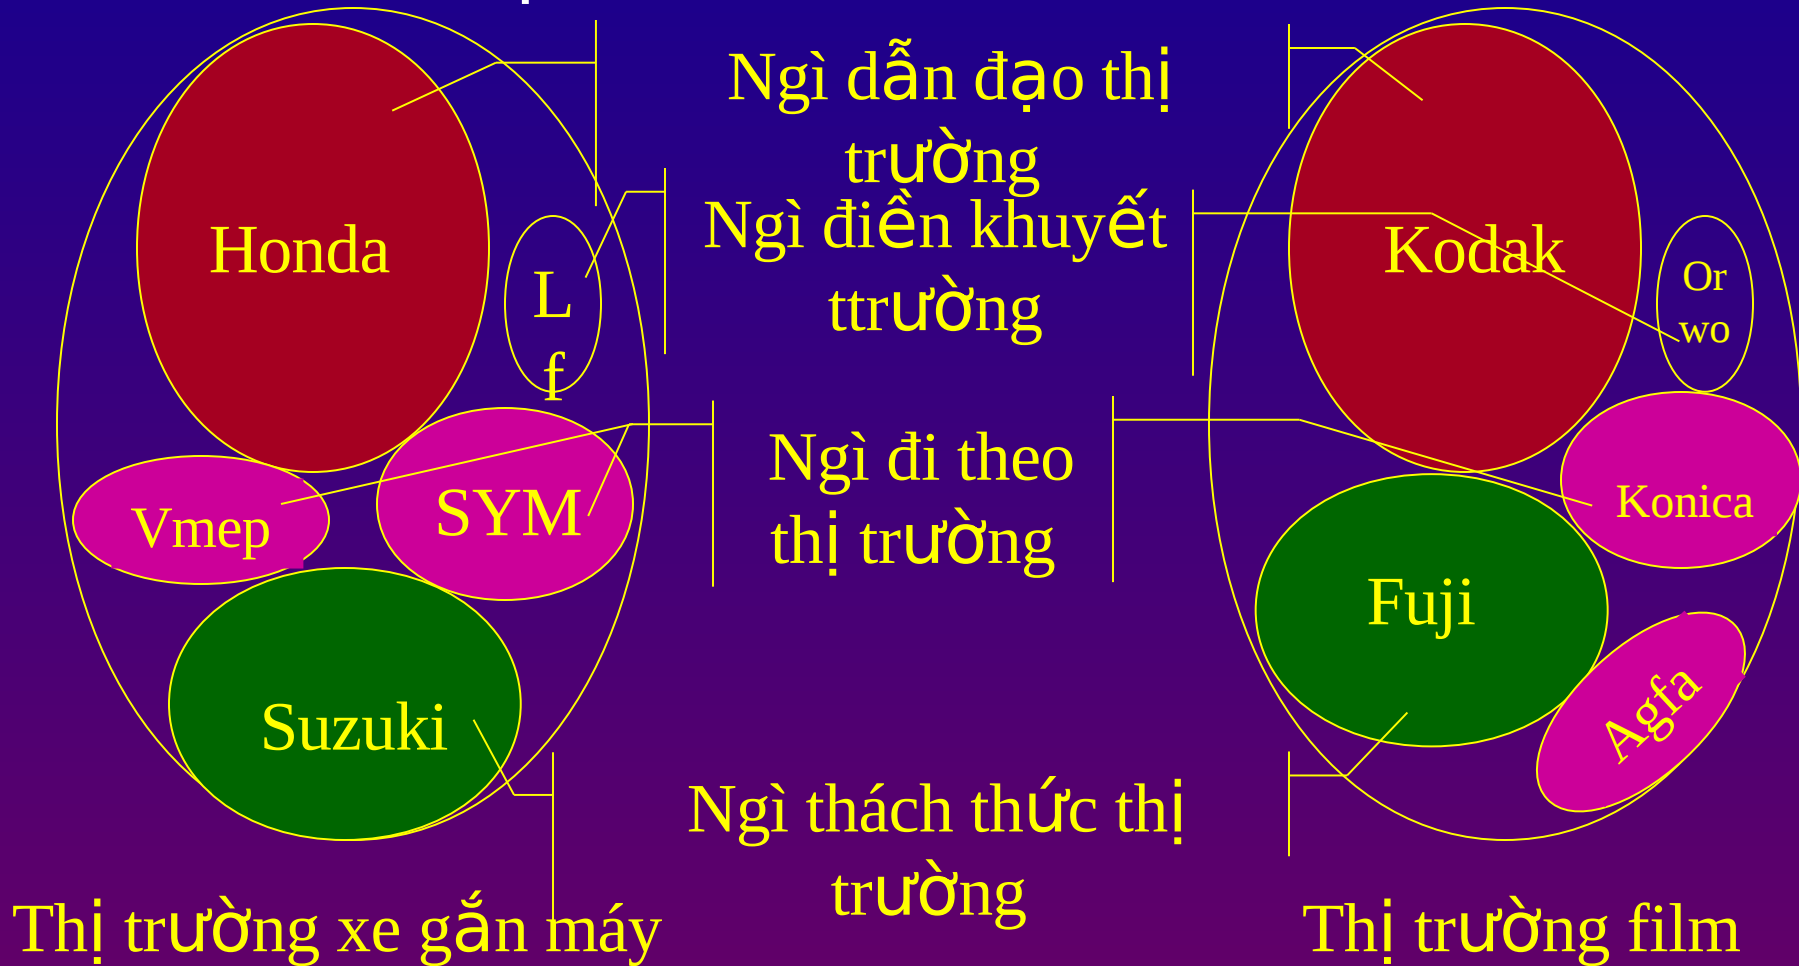 Ngì dẫn đạo thị
trường
Ngì điền khuyết
ttrường
Honda
Kodak
L
f
Or
wo
Ngì đi theo
thị trường
Vmep
SYM
Konica
Fuji
Suzuki
Agfa
Ngì thách thức thị
trường
Thị trường xe gắn máy
Thị trường film